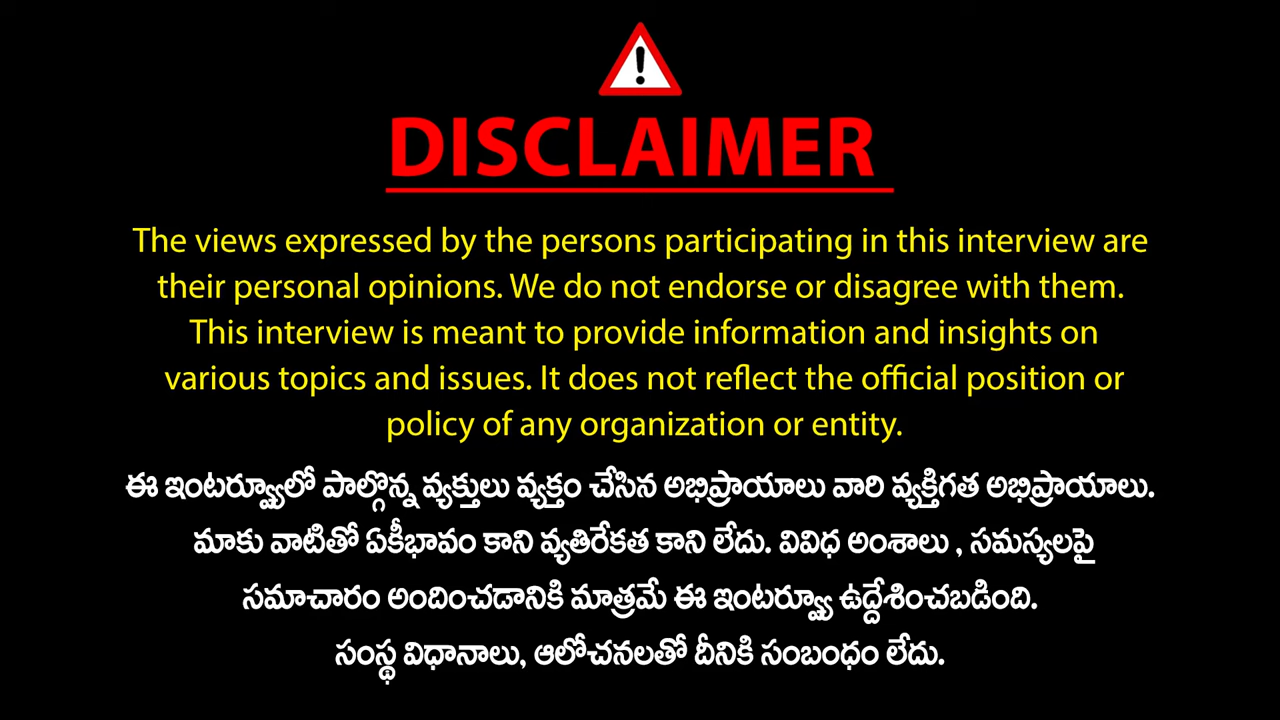 DISCLAIMER
The views expressed by the persons participating in this interview are
their personal opinions. We do not endorse or disagree with them.
This interview is meant to provide information and insights on
various topics and issues. It does not reflect the official position or
policy of any organization or entity.
ఈ ఇంటర్వ్యూలో పాల్గొన్న వ్యక్తులు వ్యక్తం చేసిన అభిప్రాయాలు వారి వ్యక్తిగత అభిప్రాయాలు.
మాకు వాటితో ఏకీభావం కాని వ్యతిరేకత కాని లేదు. వివిధ అంశాలు , సమస్యలపై
సమాచారం అందించడానికి మాత్రమే ఈ ఇంటర్వ్యూ ఉద్దేశించబడింది.
సంస్థ విధానాలు, ఆలోచనలతో దీనికి సంబంధం లేదు.